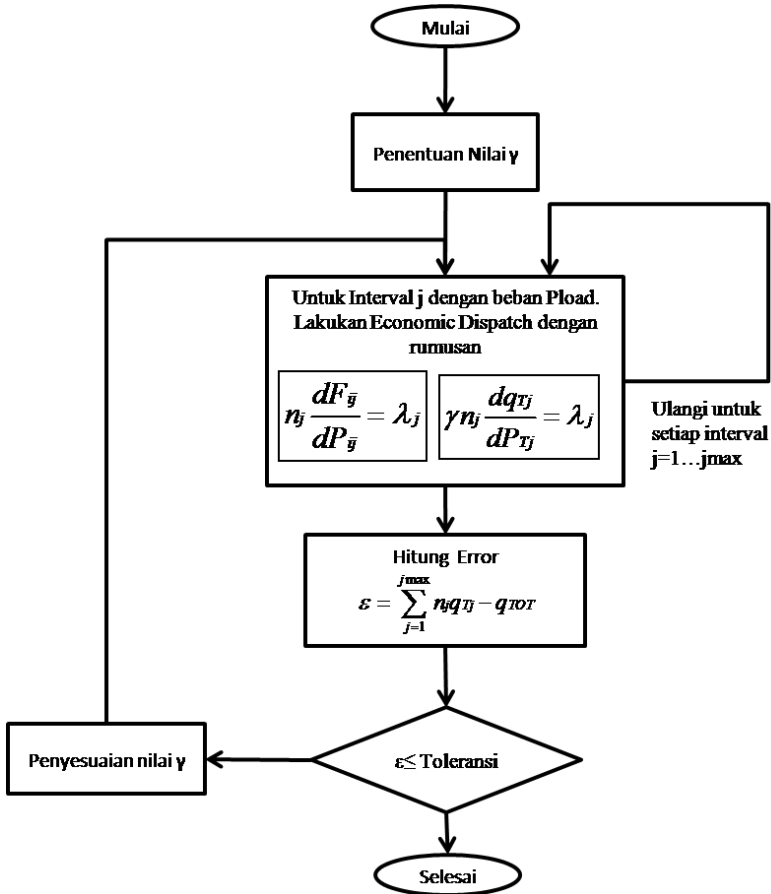 Mulai
Penentuan Nilai γ
Untuk Interval j dengan beban Pload.
Lakukan Economic Dispatch dengan
rumusan
n_j dF_ij/dP_ij = λ_j    γ n_j dq_Tj/dP_Tj = λ_j
Ulangi untuk
setiap interval
j=1...jmax
Hitung Error
ε = ∑_{j=1}^{jmax} n_j q_Tj − q_TOT
ε≤ Toleransi
Penyesuaian nilai γ
Selesai